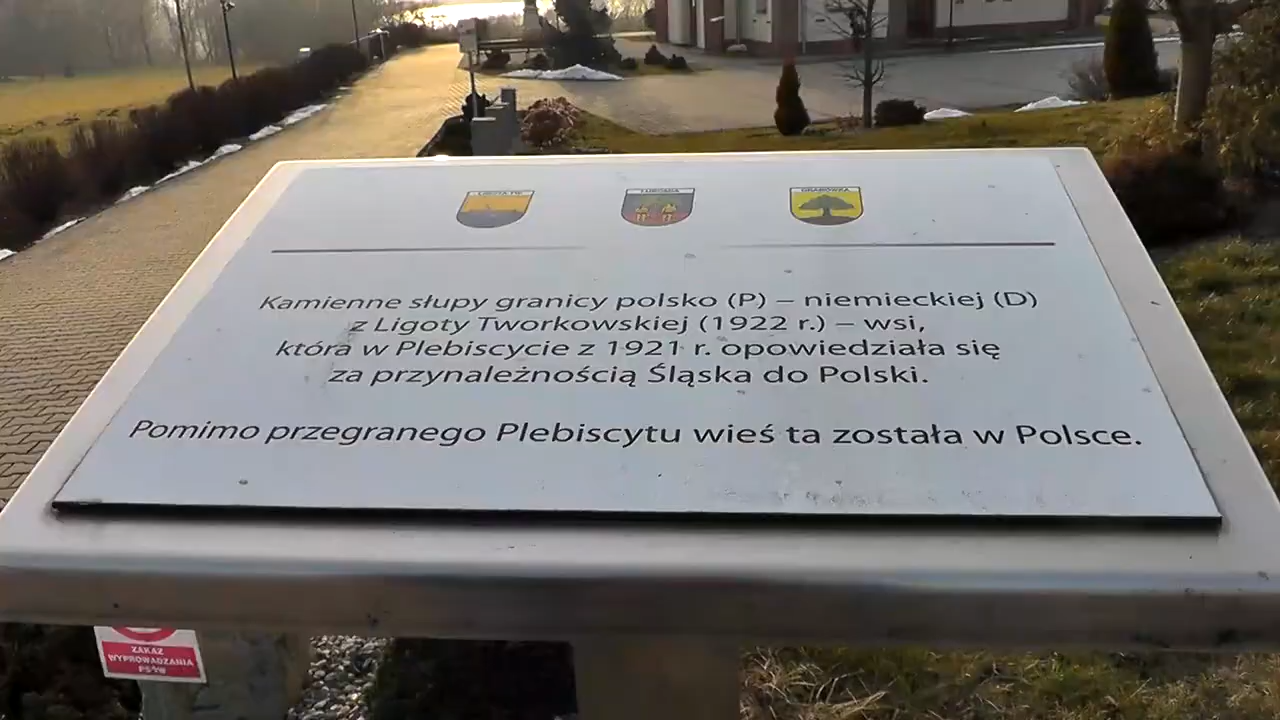 GRABÓWKA
Kamienne słupy granicy polsko (P) – niemieckiej (D)
z Ligoty Tworkowskiej (1922 r.) – wsi,
która w Plebiscycie z 1921 r. opowiedziała się
za przynależnością Śląska do Polski.
Pomimo przegranego Plebiscytu wieś ta została w Polsce.
ZAKAZ
WYPROWADZANIA
PSÓW